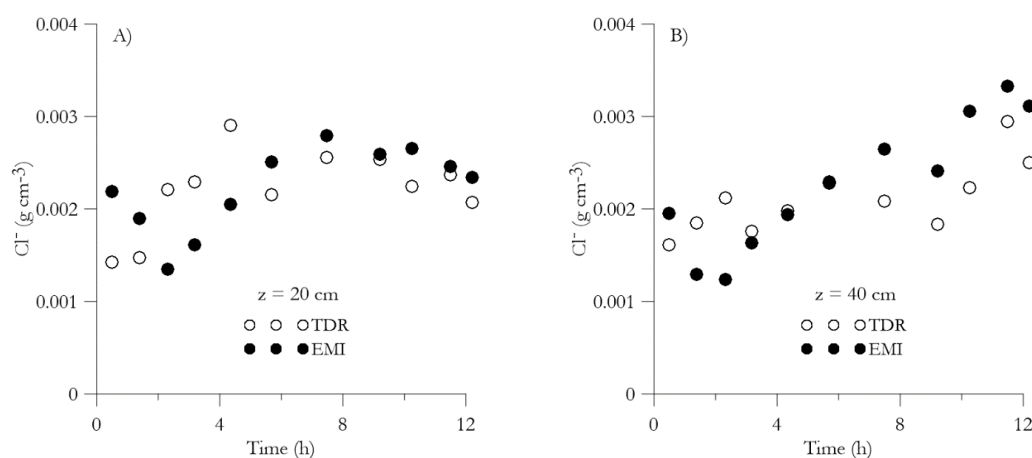 A)
0.004
0.003
0.002
0.001
0
Cl⁻ (g cm-3)
z = 20 cm
TDR
EMI
0
4
8
12
Time (h)
B)
0.004
0.003
0.002
0.001
0
Cl⁻ (g cm-3)
z = 40 cm
TDR
EMI
0
4
8
12
Time (h)